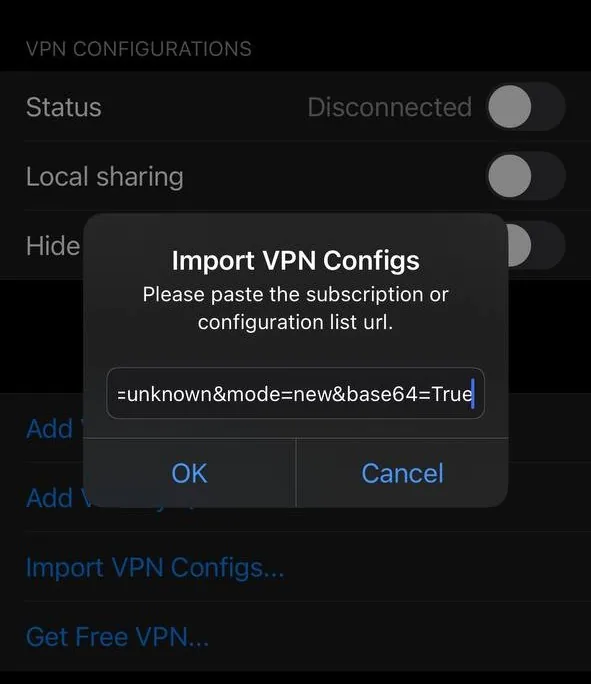 VPN CONFIGURATIONS
Status
Disconnected
Local sharing
Hide
Import VPN Configs
Please paste the subscription or
configuration list url.
=unknown&mode=new&base64=True
Add
OK
Cancel
Add
Import VPN Configs...
Get Free VPN...